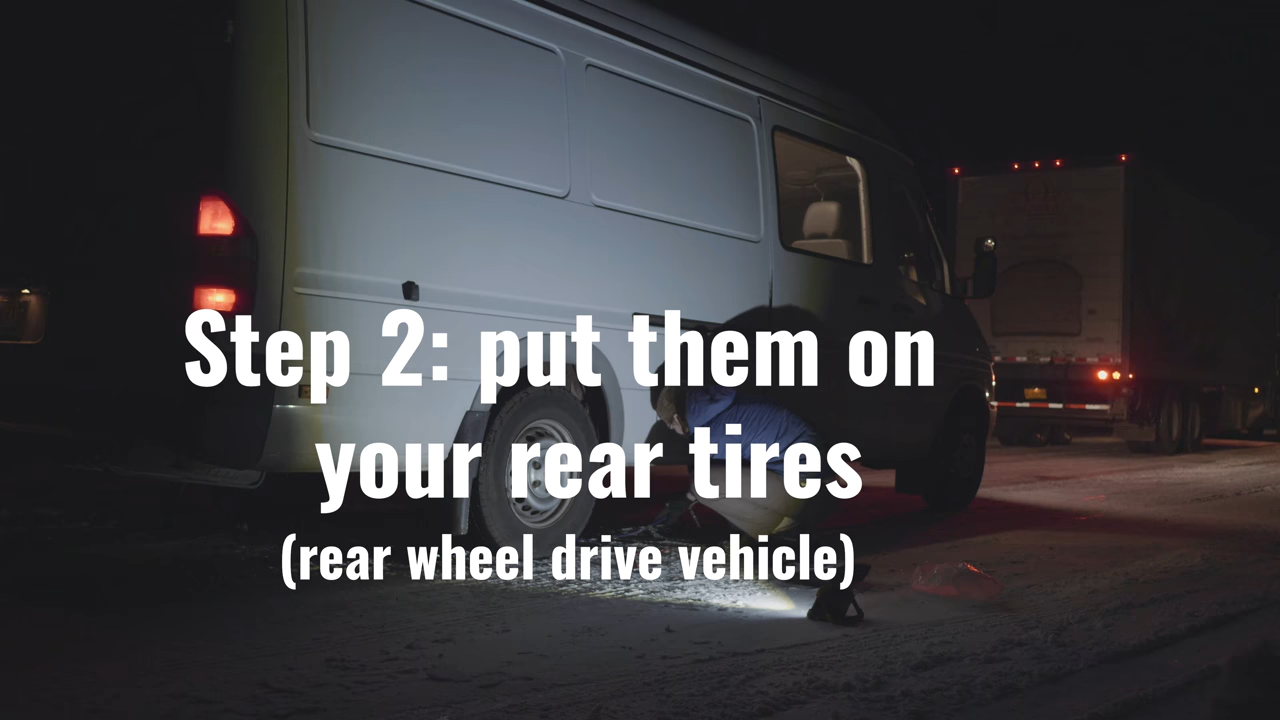 Step 2: put them on
your rear tires
(rear wheel drive vehicle)